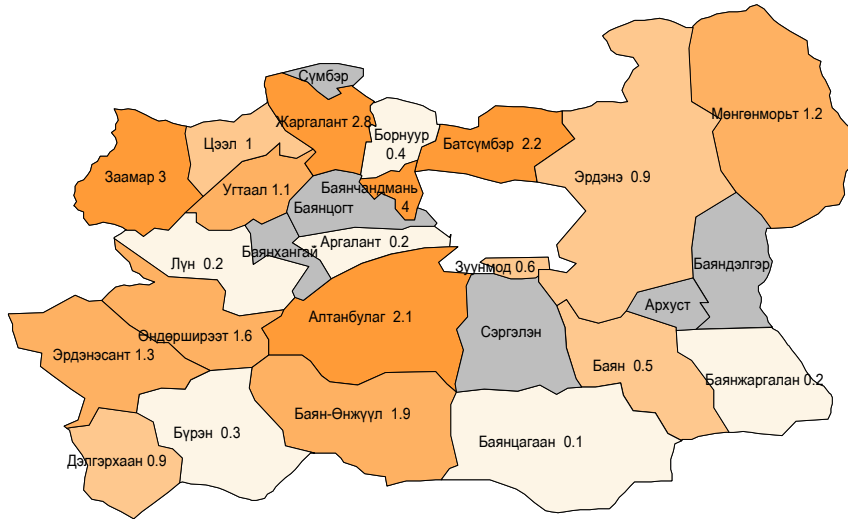 Сүмбэр
Мөнгөнморьт 1.2
Жаргалант 2.8
Борнуур
0.4
Батсүмбэр 2.2
Цээл 1
Заамар 3
Эрдэнэ 0.9
Угтаал 1.1
Баянчандмань
4
Баянцогт
Аргалант 0.2
Баянхангай
Лүн 0.2
Зуунмод 0.6
Баяндэлгэр
Архуст
Алтанбулаг 2.1
Сэргэлэн
Өндөрширээт 1.6
Эрдэнэсант 1.3
Баян 0.5
Баянжаргалан 0.2
Баян-Өнжүүл 1.9
Бүрэн 0.3
Баянцагаан 0.1
Дэлгэрхаан 0.9